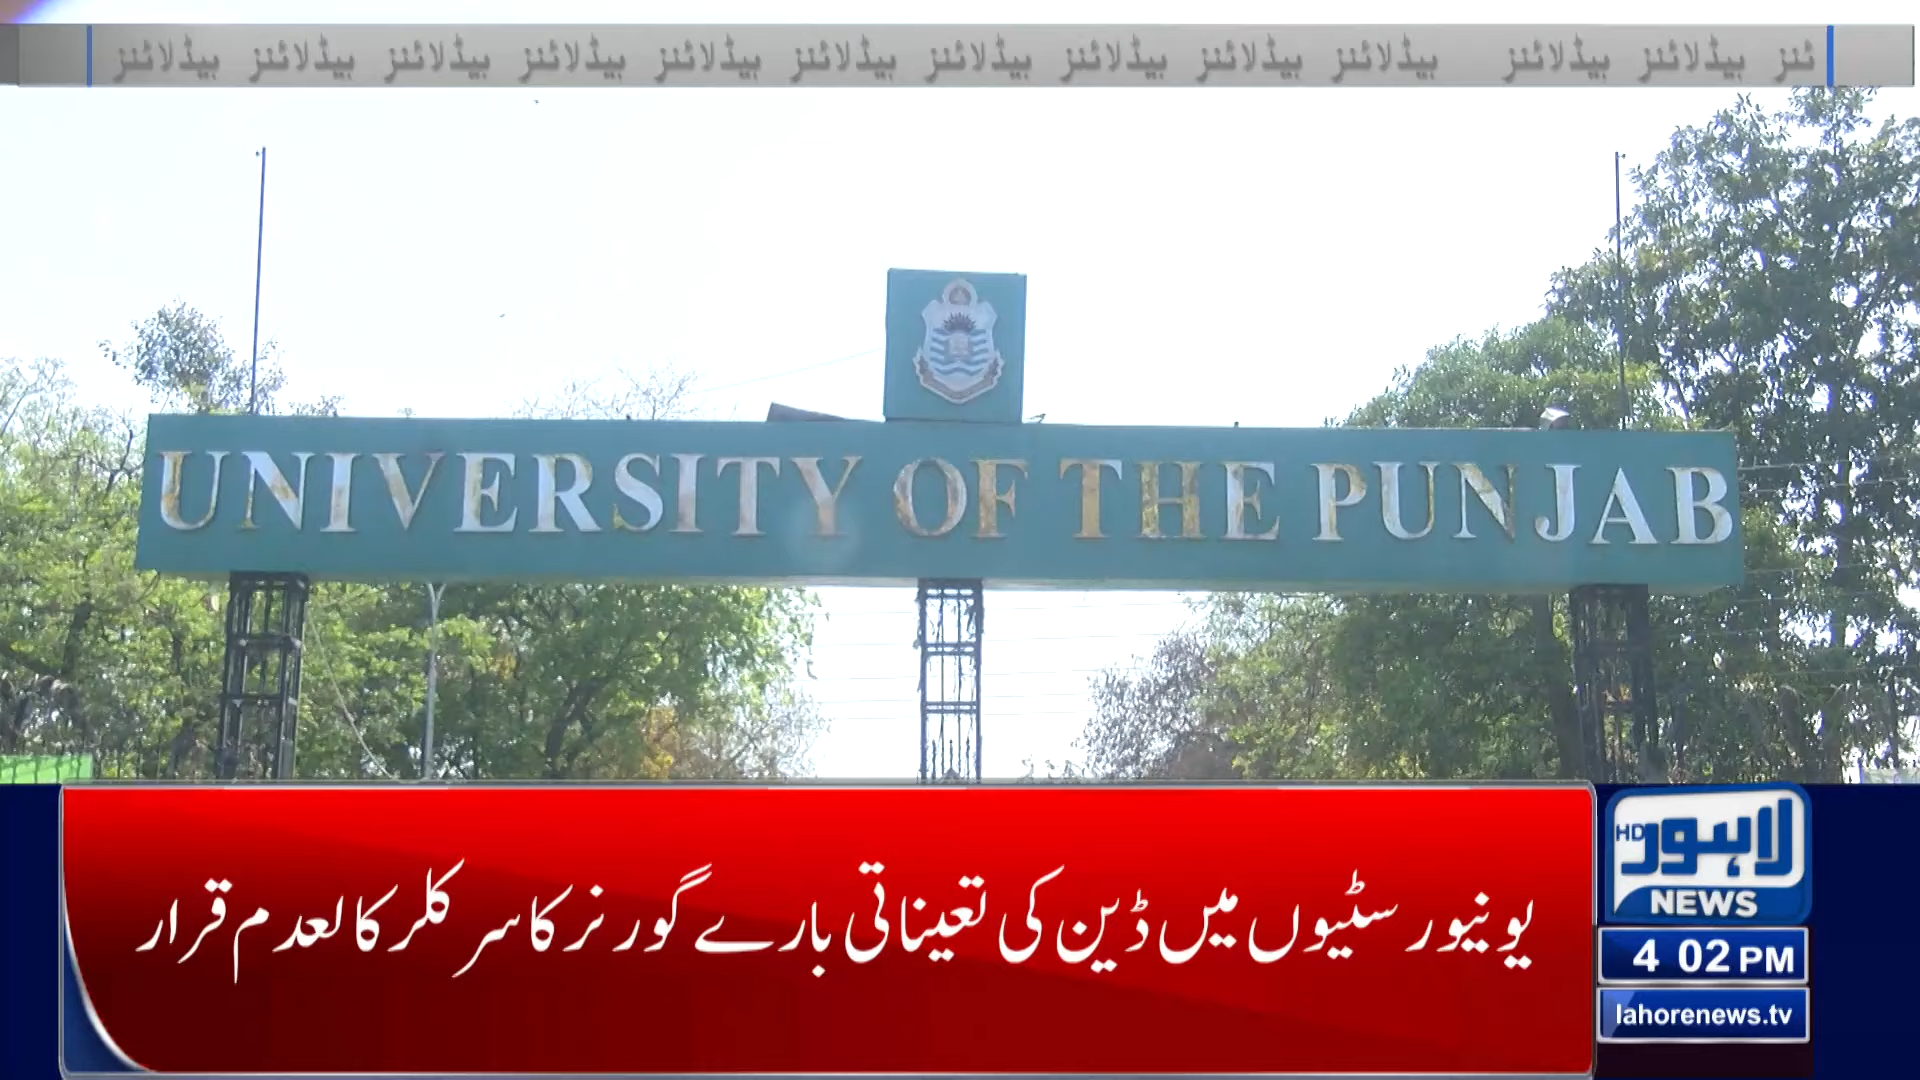 ہیڈلائنز ہیڈلائنز ہیڈلائنز ہیڈلائنز ہیڈلائنز ہیڈلائنز ہیڈلائنز ہیڈلائنز ہیڈلائنز ہیڈلائنز ہیڈلائنز ہیڈلائنز ئنز
UNIVERSITY OF THE PUNJAB
یونیورسٹیوں میں ڈین کی تعیناتی بارے گورنر کا سرکلر کالعدم قرار
لاہور HD
NEWS
4 02 PM
lahorenews.tv